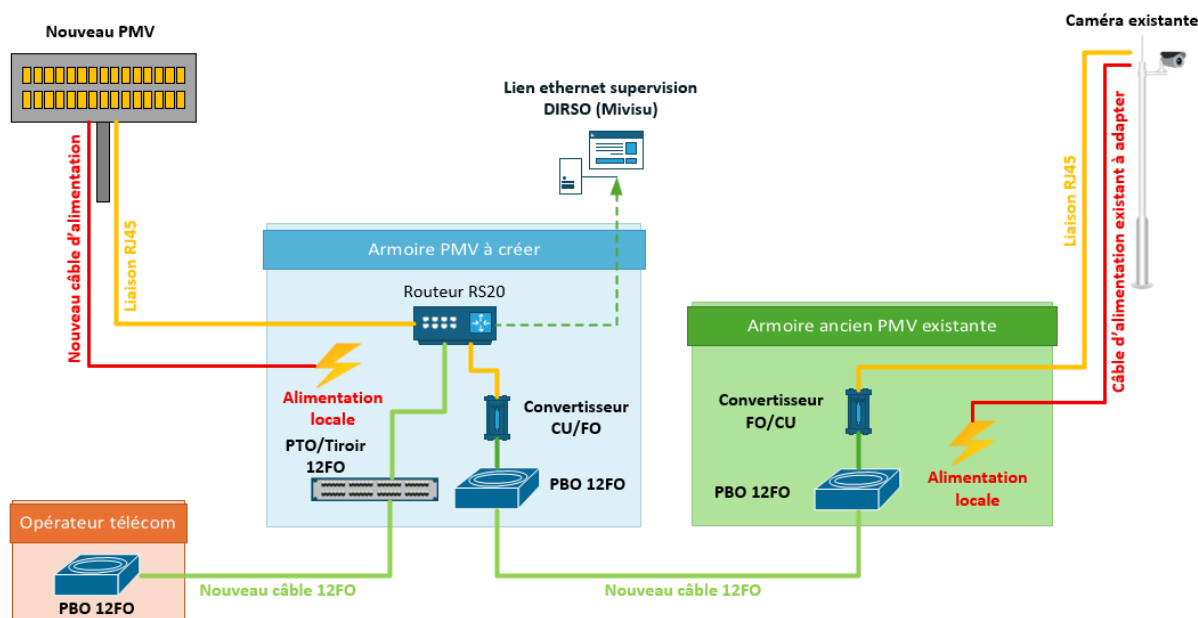 Nouveau PMV
Caméra existante
Lien ethernet supervision
DIRSO (Mivisu)
Nouveau câble d’alimentation
Liaison RJ45
Liaison RJ45
Câble d’alimentation existant à adapter
Armoire PMV à créer
Routeur RS20
Armoire ancien PMV existante
Alimentation
locale
Convertisseur
CU/FO
Convertisseur
FO/CU
PTO/Tiroir
12FO
PBO 12FO
PBO 12FO
Alimentation
locale
Opérateur télécom
PBO 12FO
Nouveau câble 12FO
Nouveau câble 12FO